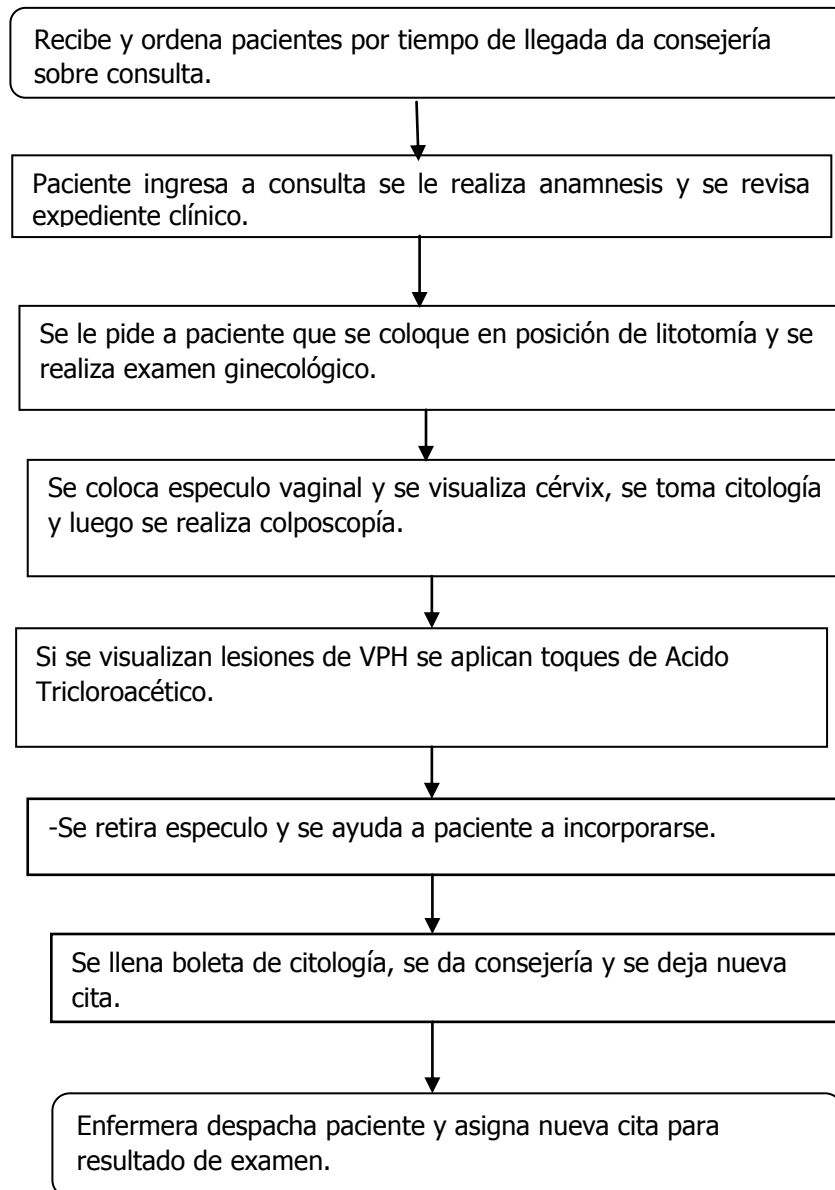 Recibe y ordena pacientes por tiempo de llegada da consejería
sobre consulta.
Paciente ingresa a consulta se le realiza anamnesis y se revisa
expediente clínico.
Se le pide a paciente que se coloque en posición de litotomía y se
realiza examen ginecológico.
Se coloca especulo vaginal y se visualiza cérvix, se toma citología
y luego se realiza colposcopía.
Si se visualizan lesiones de VPH se aplican toques de Acido
Tricloroacético.
-Se retira especulo y se ayuda a paciente a incorporarse.
Se llena boleta de citología, se da consejería y se deja nueva
cita.
Enfermera despacha paciente y asigna nueva cita para
resultado de examen.